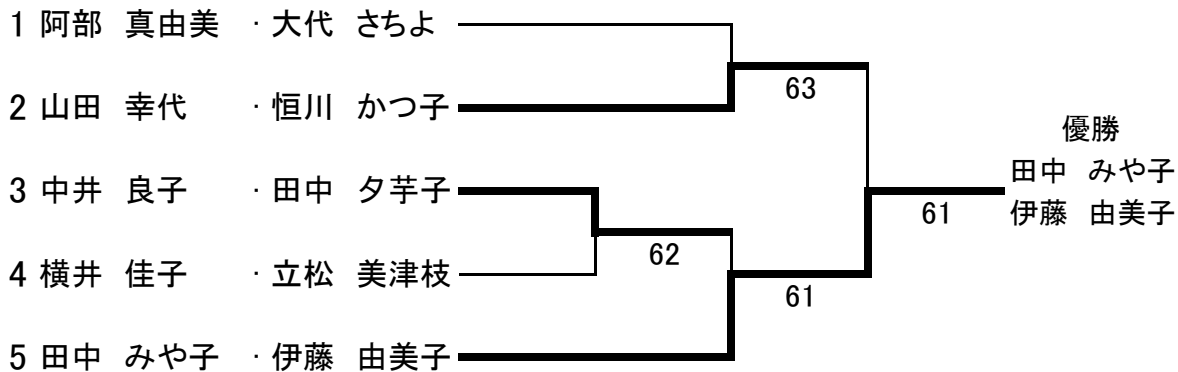 1 阿部 真由美 ・大代 さちよ
63
2 山田 幸代 ・恒川 かつ子
優勝
田中 みや子
3 中井 良子 ・田中 夕芋子
61
伊藤 由美子
62
4 横井 佳子 ・立松 美津枝
61
5 田中 みや子 ・伊藤 由美子